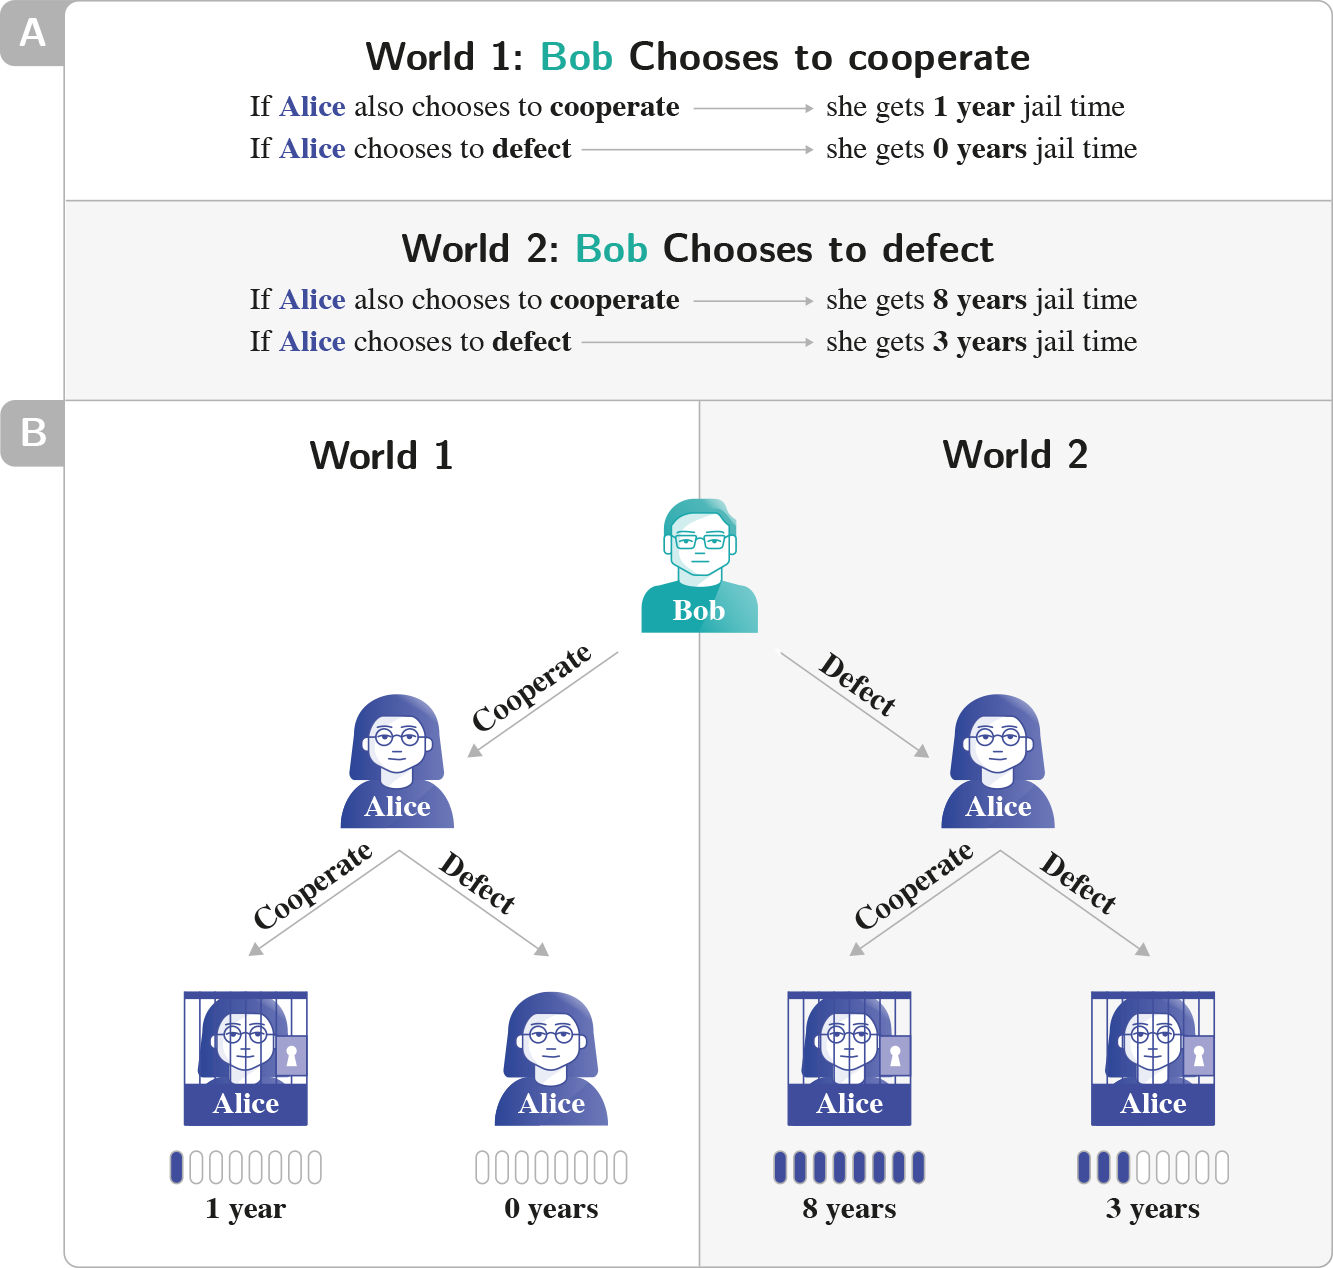 A
World 1: Bob Chooses to cooperate
If Alice also chooses to cooperate she gets 1 year jail time
If Alice chooses to defect she gets 0 years jail time
World 2: Bob Chooses to defect
If Alice also chooses to cooperate she gets 8 years jail time
If Alice chooses to defect she gets 3 years jail time
B
World 1
World 2
Bob
Cooperate
Defect
Alice
Alice
Cooperate
Defect
Cooperate
Defect
Alice
Alice
Alice
Alice
1 year
0 years
8 years
3 years